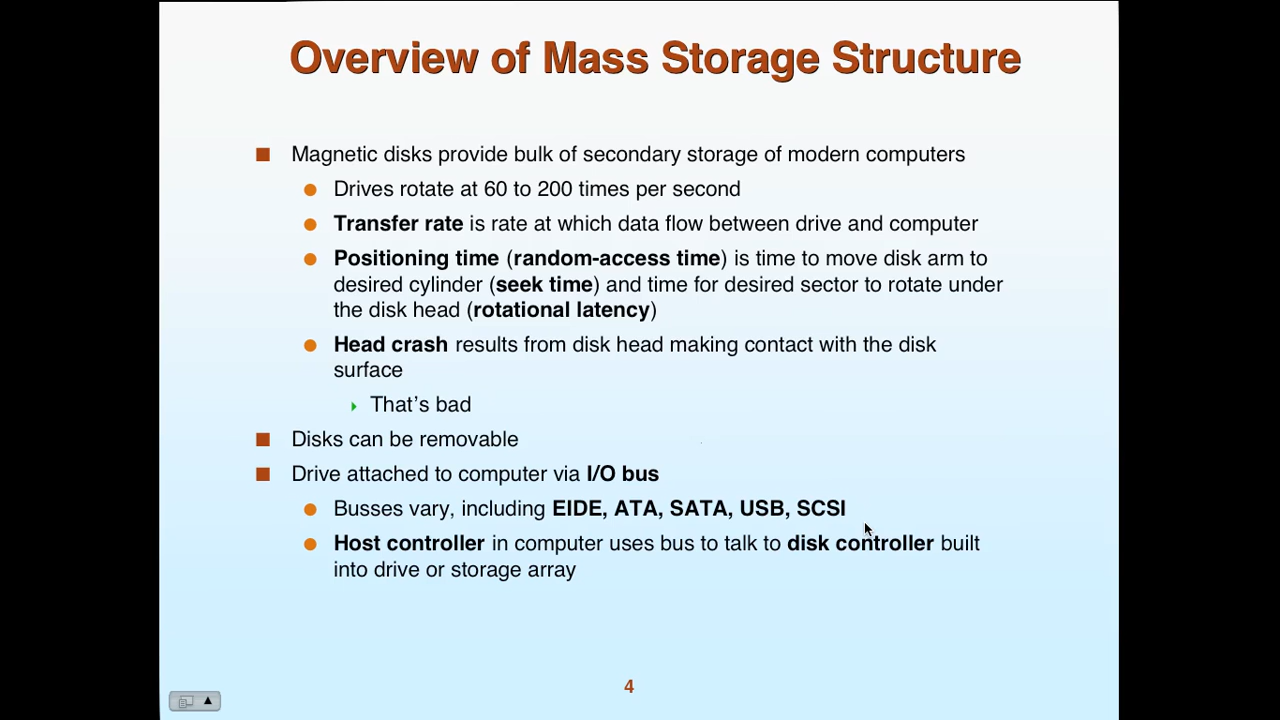 Overview of Mass Storage Structure
Magnetic disks provide bulk of secondary storage of modern computers
Drives rotate at 60 to 200 times per second
Transfer rate is rate at which data flow between drive and computer
Positioning time (random-access time) is time to move disk arm to
desired cylinder (seek time) and time for desired sector to rotate under
the disk head (rotational latency)
Head crash results from disk head making contact with the disk
surface
That’s bad
Disks can be removable
Drive attached to computer via I/O bus
Busses vary, including EIDE, ATA, SATA, USB, SCSI
Host controller in computer uses bus to talk to disk controller built
into drive or storage array
4